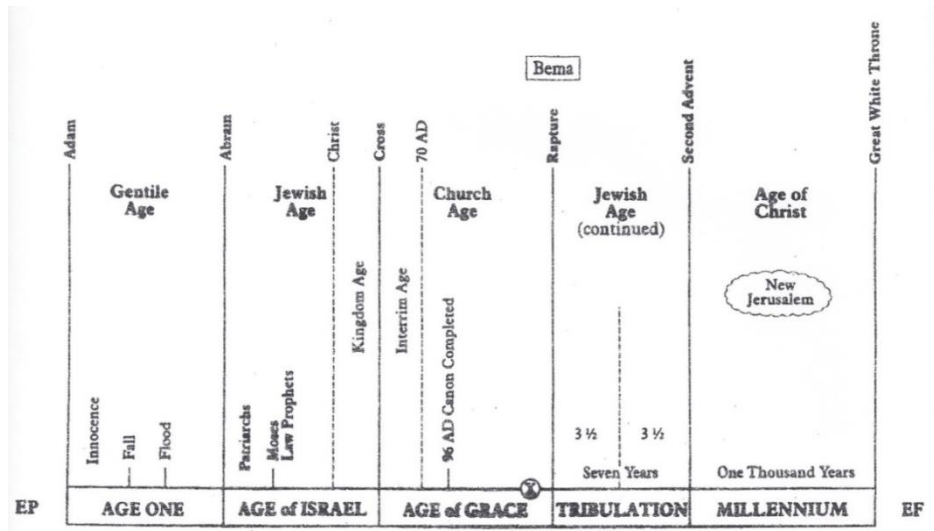 Bema
Adam
Abram
Christ
Cross
70 AD
Rapture
Second Advent
Great White Throne
Gentile
Age
Jewish
Age
Church
Age
Jewish
Age
(continued)
Age of
Christ
Kingdom Age
Interrim Age
New
Jerusalem
Innocence
Fall
Flood
Patriarchs
Moses
Law Prophets
96 AD Canon Completed
3 ½
3 ½
Seven Years
One Thousand Years
X
EP
AGE ONE
AGE of ISRAEL
AGE of GRACE
TRIBULATION
MILLENNIUM
EF